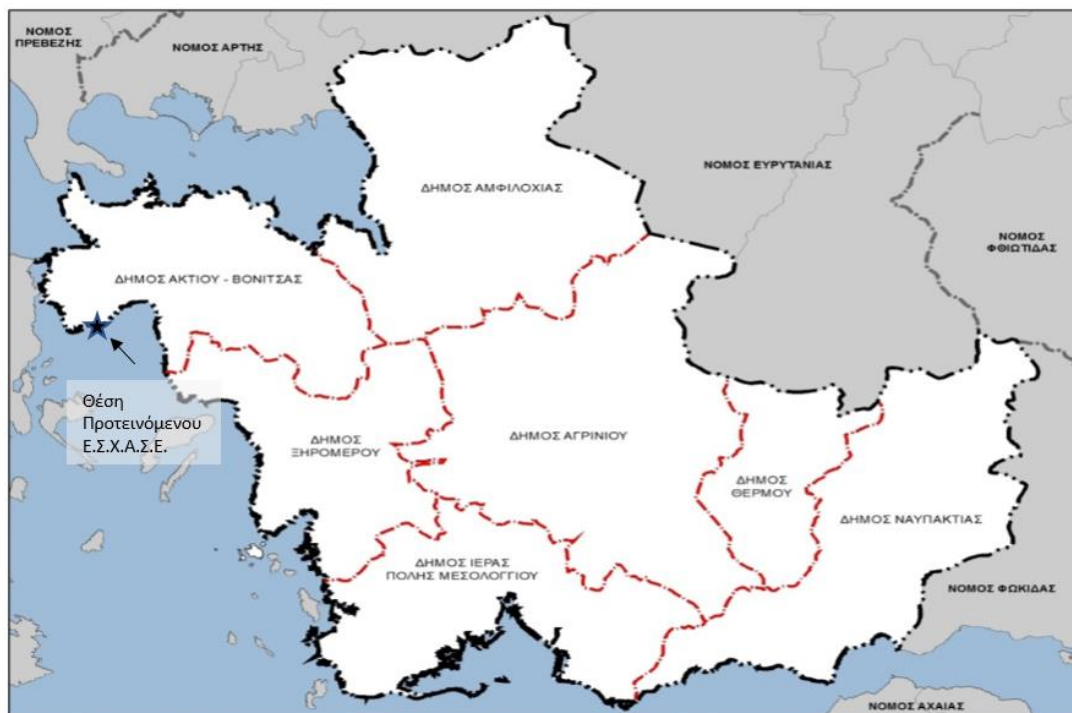 ΝΟΜΟΣ
ΠΡΕΒΕΖΗΣ
ΝΟΜΟΣ ΑΡΤΗΣ
ΝΟΜΟΣ ΕΥΡΥΤΑΝΙΑΣ
ΔΗΜΟΣ ΑΜΦΙΛΟΧΙΑΣ
ΝΟΜΟΣ
ΦΘΙΩΤΙΔΑΣ
ΔΗΜΟΣ ΑΚΤΙΟΥ - ΒΟΝΙΤΣΑΣ
Θέση
Προτεινόμενου
Ε.Σ.Χ.Α.Σ.Ε.
ΔΗΜΟΣ
ΞΗΡΟΜΕΡΟΥ
ΔΗΜΟΣ ΑΓΡΙΝΙΟΥ
ΔΗΜΟΣ
ΘΕΡΜΟΥ
ΔΗΜΟΣ ΝΑΥΠΑΚΤΙΑΣ
ΔΗΜΟΣ ΙΕΡΑΣ
ΠΟΛΗΣ ΜΕΣΟΛΟΓΓΙΟΥ
ΝΟΜΟΣ ΦΩΚΙΔΑΣ
ΝΟΜΟΣ ΑΧΑΙΑΣ